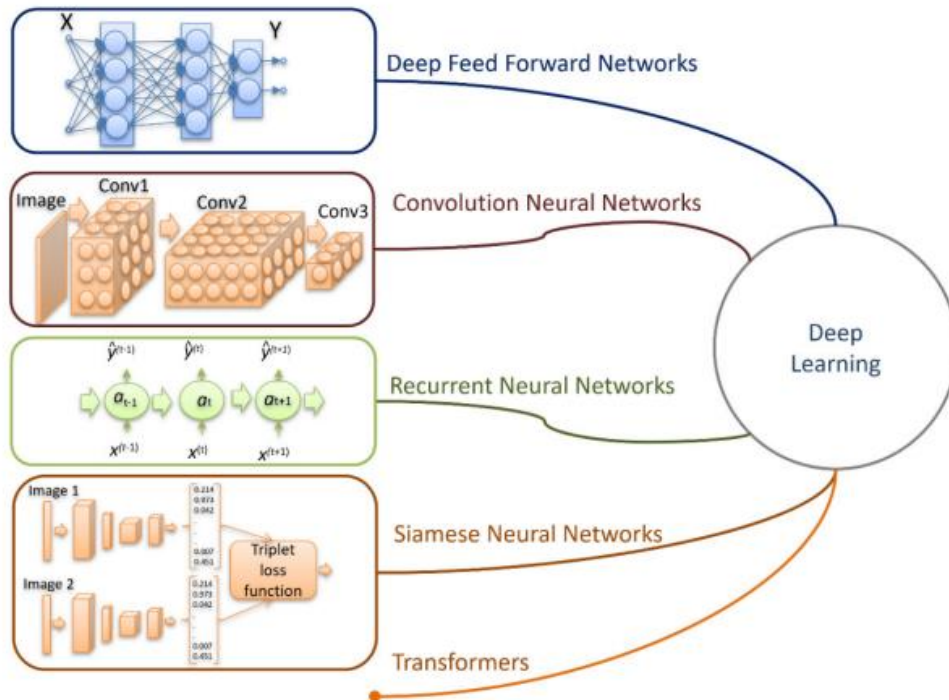 X
Y
Deep Feed Forward Networks
Image
Conv1
Conv2
Conv3
Convolution Neural Networks
ŷ(t-1)
ŷ(t)
ŷ(t+1)
at-1
at
at+1
x(t-1)
x(t)
x(t+1)
Recurrent Neural Networks
Deep
Learning
Image 1
0.214
0.973
0.042
0.007
0.451
Triplet
loss
function
Image 2
0.214
0.973
0.042
0.007
0.451
Siamese Neural Networks
Transformers